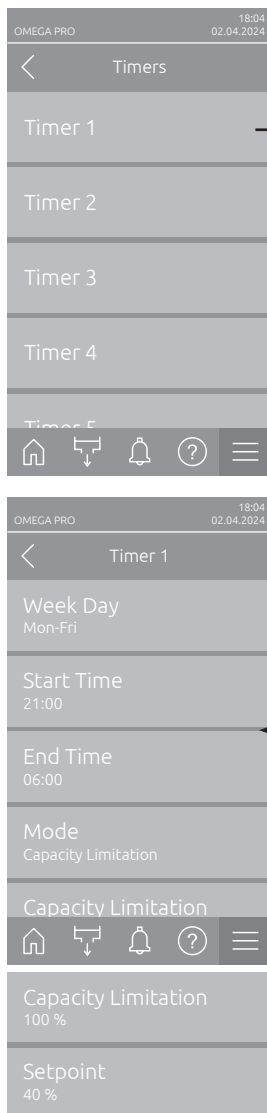 18:04
OMEGA PRO 02.04.2024
Timers
Timer 1
Timer 2
Timer 3
Timer 4
Timer 5
?
18:04
OMEGA PRO 02.04.2024
Timer 1
Week Day
Mon-Fri
Start Time
21:00
End Time
06:00
Mode
Capacity Limitation
Capacity Limitation
?
Capacity Limitation
100 %
Setpoint
40 %